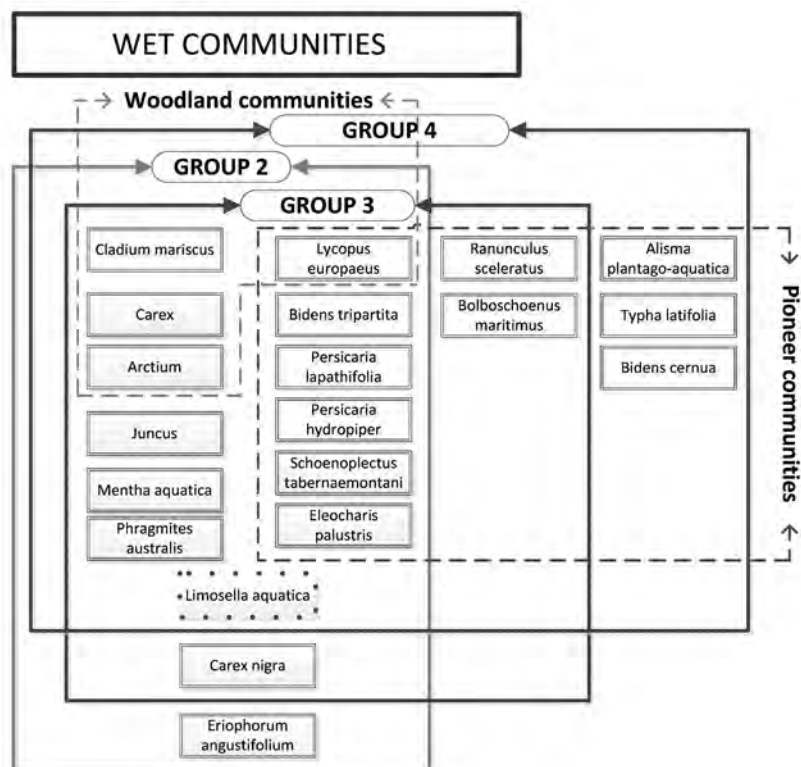 WET COMMUNITIES
Woodland communities
GROUP 4
GROUP 2
GROUP 3
Cladium mariscus
Lycopus
europaeus
Ranunculus
sceleratus
Alisma
plantago-aquatica
Carex
Bidens tripartita
Bolboschoenus
maritimus
Typha latifolia
Arctium
Persicaria
lapathifolia
Bidens cernua
Juncus
Persicaria
hydropiper
Mentha aquatica
Schoenoplectus
tabernaemontani
Phragmites
australis
Eleocharis
palustris
Pioneer communities
Limosella aquatica
Carex nigra
Eriophorum
angustifolium